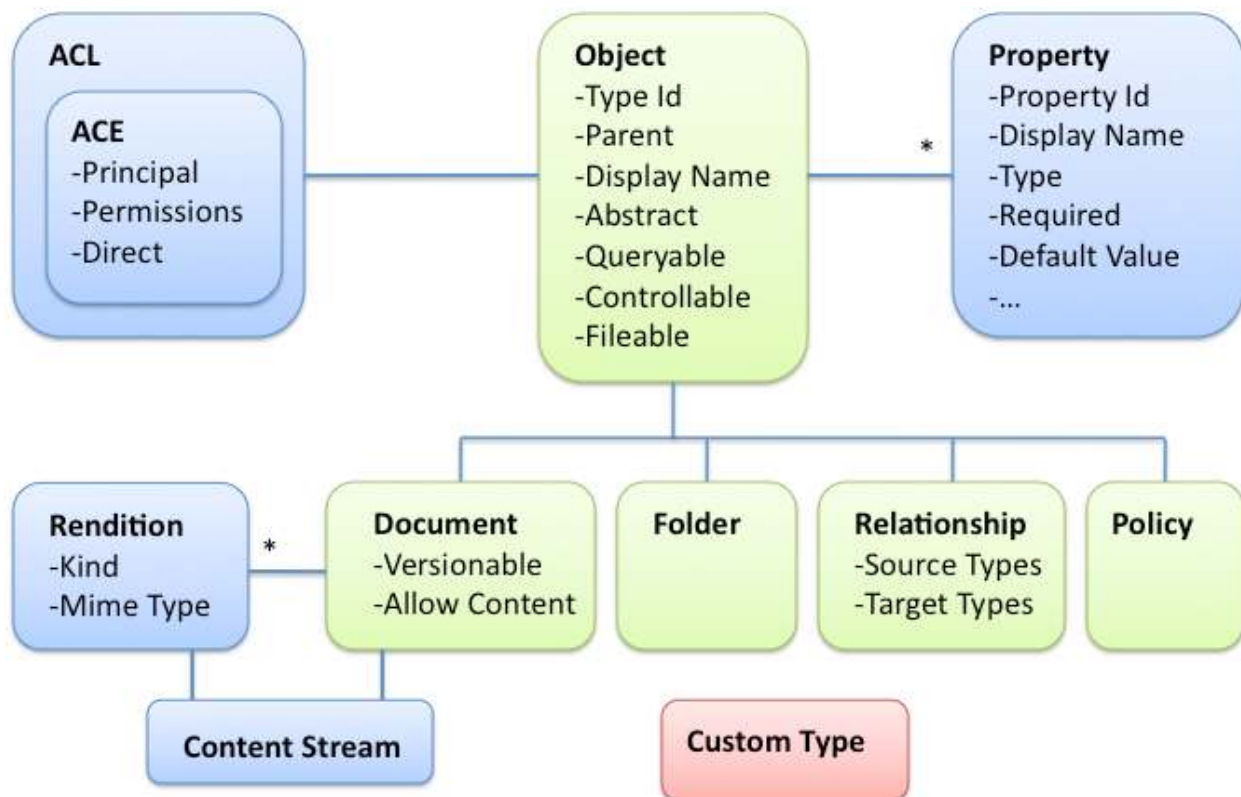 ACL
ACE
-Principal
-Permissions
-Direct
Object
-Type Id
-Parent
-Display Name
-Abstract
-Queryable
-Controllable
-Fileable
*
Property
-Property Id
-Display Name
-Type
-Required
-Default Value
-...
Rendition
-Kind
-Mime Type
*
Document
-Versionable
-Allow Content
Folder
Relationship
-Source Types
-Target Types
Policy
Content Stream
Custom Type